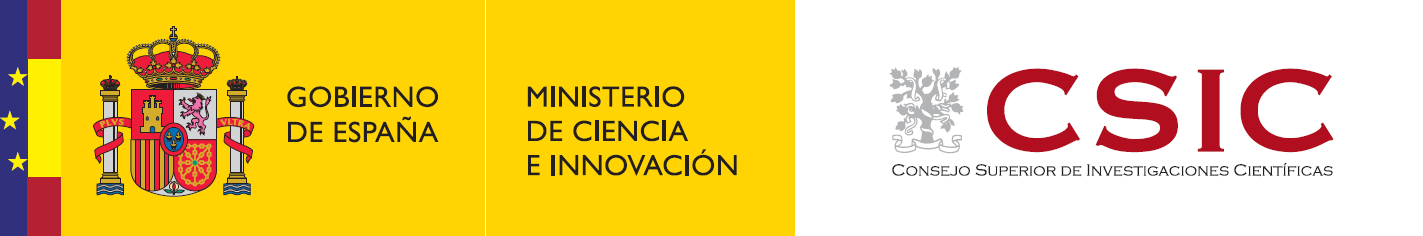 PLVS VLTRA
GOBIERNO
DE ESPAÑA
MINISTERIO
DE CIENCIA
E INNOVACIÓN
CSIC
CONSEJO SUPERIOR DE INVESTIGACIONES CIENTÍFICAS